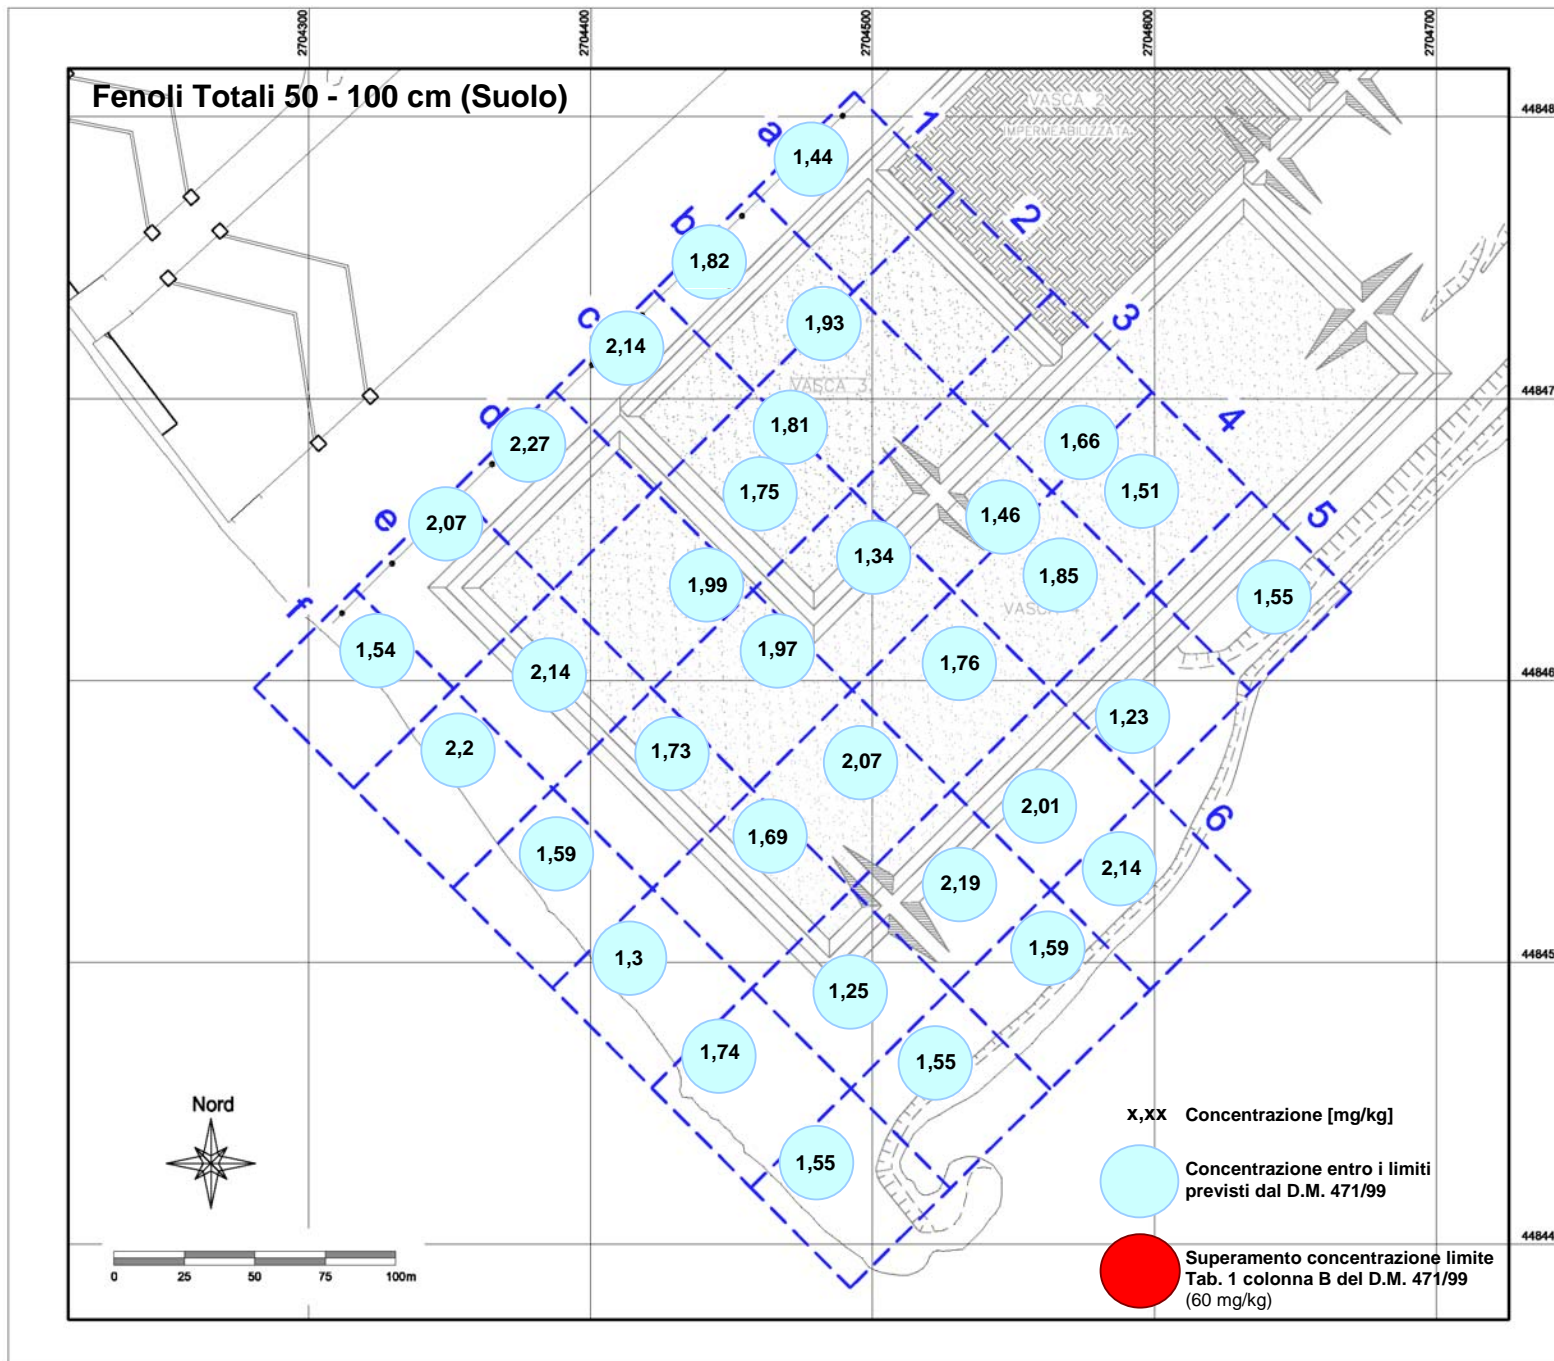 2704300
2704400
2704500
2704600
2704700
Fenoli Totali 50 - 100 cm (Suolo)
VASCA 2
IMPERMEABILIZZATA
44848
a
1
1,44
b
2
1,82
c
1,93
3
2,14
VASCA 3
44847
d
1,81
4
2,27
1,66
1,75
1,51
e
2,07
1,46
5
1,34
1,99
1,85
1,55
f
1,54
1,97
1,76
2,14
44846
1,23
2,2
1,73
2,07
2,01
6
1,69
1,59
2,14
2,19
1,3
1,59
44845
1,25
1,74
1,55
Nord
x,xx Concentrazione [mg/kg]
1,55
Concentrazione entro i limiti
previsti dal D.M. 471/99
44844
Superamento concentrazione limite
Tab. 1 colonna B del D.M. 471/99
(60 mg/kg)
0 25 50 75 100m